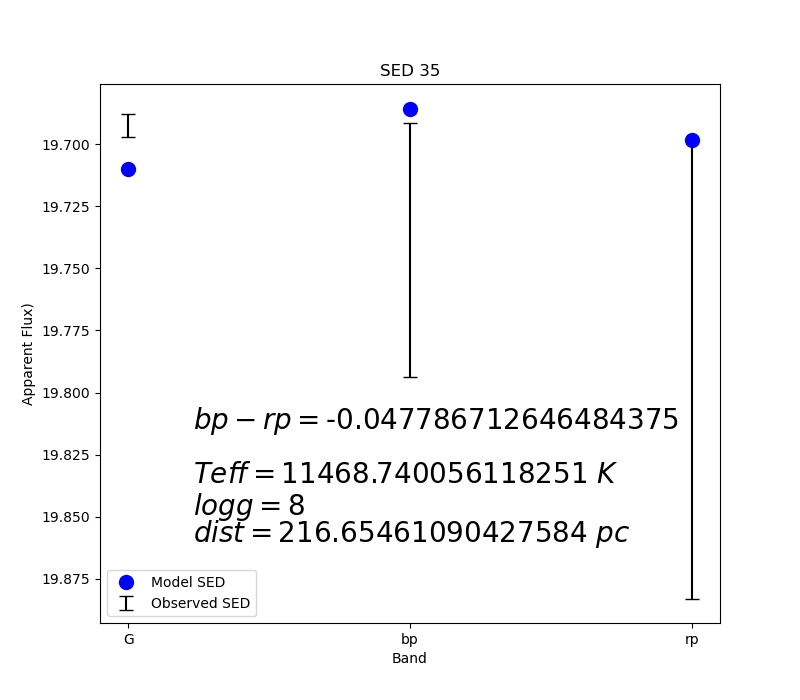 SED 35
Apparent Flux)
19.700
19.725
19.750
19.775
19.800
19.825
19.850
19.875
bp − rp = -0.047786712646484375
Teff = 11468.740056118251 K
logg = 8
dist = 216.65461090427584 pc
Model SED
Observed SED
G bp rp
Band